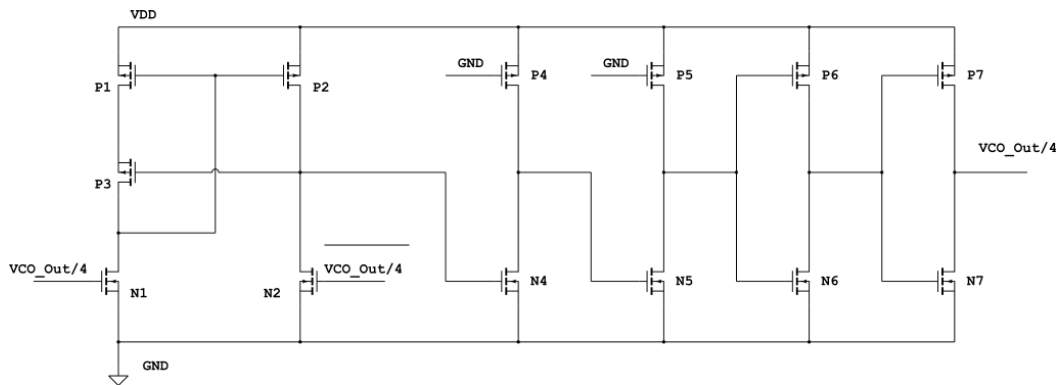 VDD
GND GND
P1 P2 P4 P5 P6 P7
VCO_Out/4
P3
VCO_Out/4 VCO_Out/4
N1 N2 N4 N5 N6 N7
GND